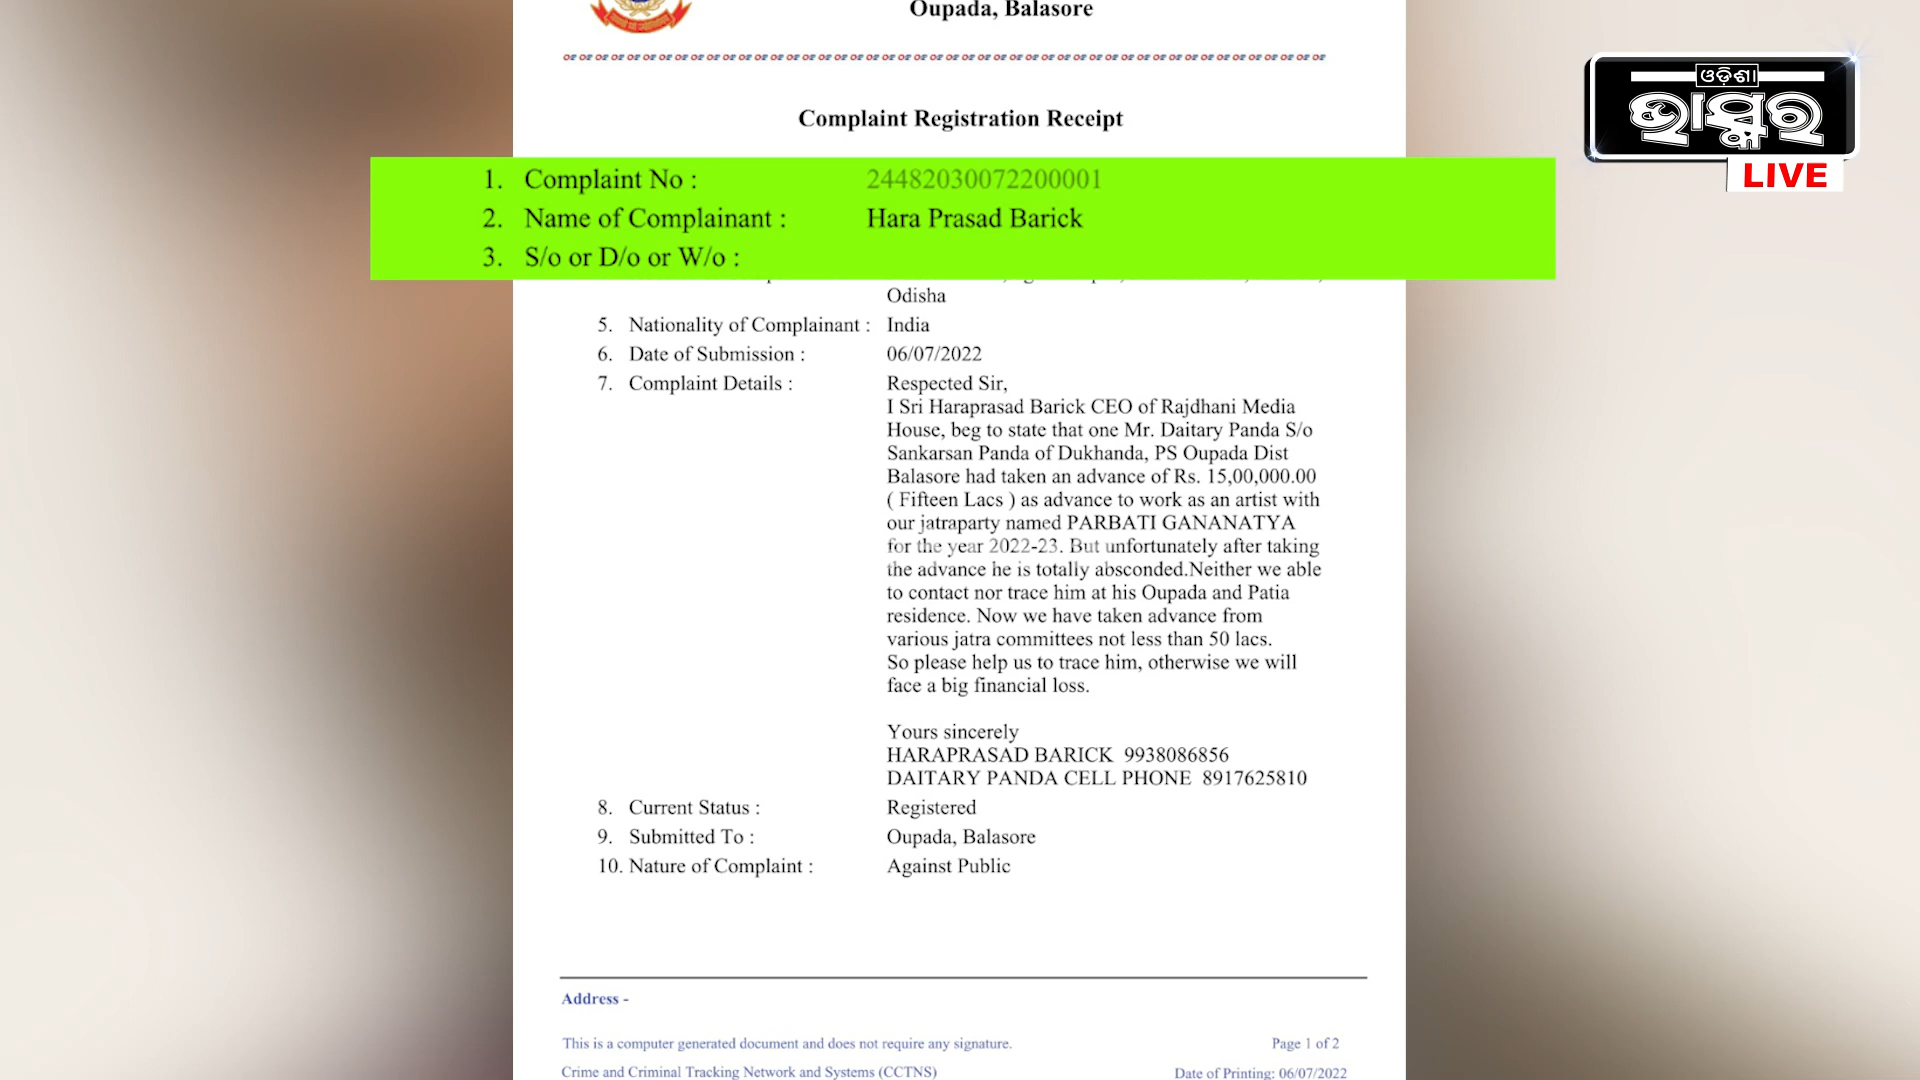 Oupada, Balasore
Complaint Registration Receipt
ଓଡ଼ିଶା
ଭାସ୍କର
LIVE
1. Complaint No : 24482030072200001
2. Name of Complainant : Hara Prasad Barick
3. S/o or D/o or W/o :
Odisha
5. Nationality of Complainant : India
6. Date of Submission : 06/07/2022
7. Complaint Details : Respected Sir,
I Sri Haraprasad Barick CEO of Rajdhani Media
House, beg to state that one Mr. Daitary Panda S/o
Sankarsan Panda of Dukhanda, PS Oupada Dist
Balasore had taken an advance of Rs. 15,00,000.00
( Fifteen Lacs ) as advance to work as an artist with
our jatraparty named PARBATI GANANATYA
for the year 2022-23. But unfortunately after taking
the advance he is totally absconded.Neither we able
to contact nor trace him at his Oupada and Patia
residence. Now we have taken advance from
various jatra committees not less than 50 lacs.
So please help us to trace him, otherwise we will
face a big financial loss.
Yours sincerely
HARAPRASAD BARICK 9938086856
DAITARY PANDA CELL PHONE 8917625810
8. Current Status : Registered
9. Submitted To : Oupada, Balasore
10. Nature of Complaint : Against Public
Address -
This is a computer generated document and does not require any signature. Page 1 of 2
Crime and Criminal Tracking Network and Systems (CCTNS) Date of Printing: 06/07/2022